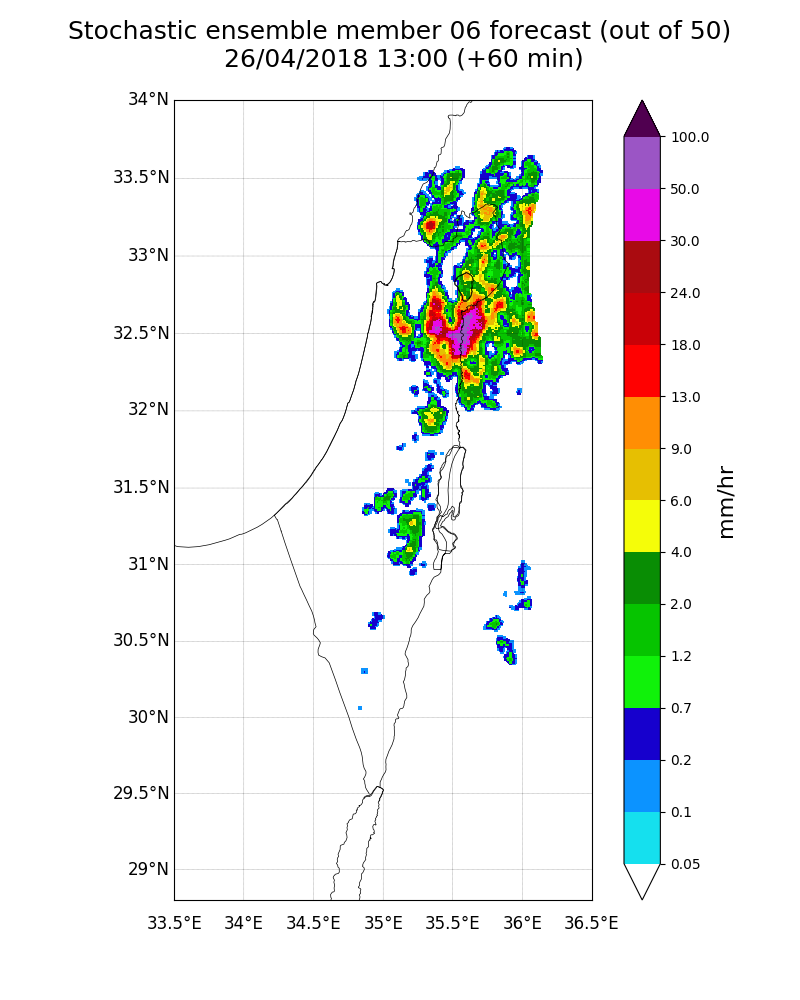 Stochastic ensemble member 06 forecast (out of 50)
26/04/2018 13:00 (+60 min)
34°N
33.5°N
33°N
32.5°N
32°N
31.5°N
31°N
30.5°N
30°N
29.5°N
29°N
33.5°E
34°E
34.5°E
35°E
35.5°E
36°E
36.5°E
100.0
50.0
30.0
24.0
18.0
13.0
9.0
6.0
4.0
2.0
1.2
0.7
0.2
0.1
0.05
mm/hr